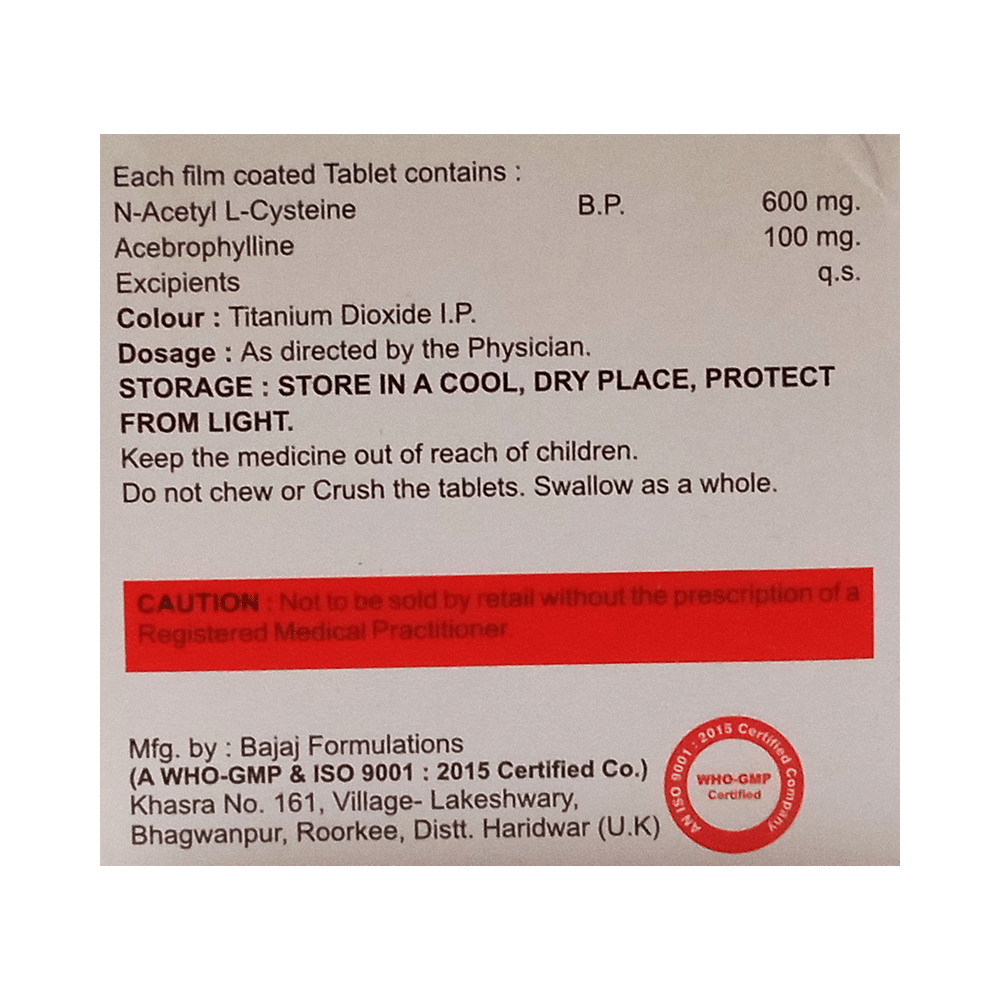 Each film coated Tablet contains :
N-Acetyl L-Cysteine B.P. 600 mg.
Acebrophylline 100 mg.
Excipients q.s.
Colour : Titanium Dioxide I.P.
Dosage : As directed by the Physician.
STORAGE : STORE IN A COOL, DRY PLACE, PROTECT
FROM LIGHT.
Keep the medicine out of reach of children.
Do not chew or Crush the tablets. Swallow as a whole.
CAUTION : Not to be sold by retail without the prescription of a
Registered Medical Practitioner
Mfg. by : Bajaj Formulations
(A WHO-GMP & ISO 9001 : 2015 Certified Co.)
Khasra No. 161, Village- Lakeshwary,
Bhagwanpur, Roorkee, Distt. Haridwar (U.K)
AN ISO 9001 : 2015 Certified Company
WHO-GMP
Certified